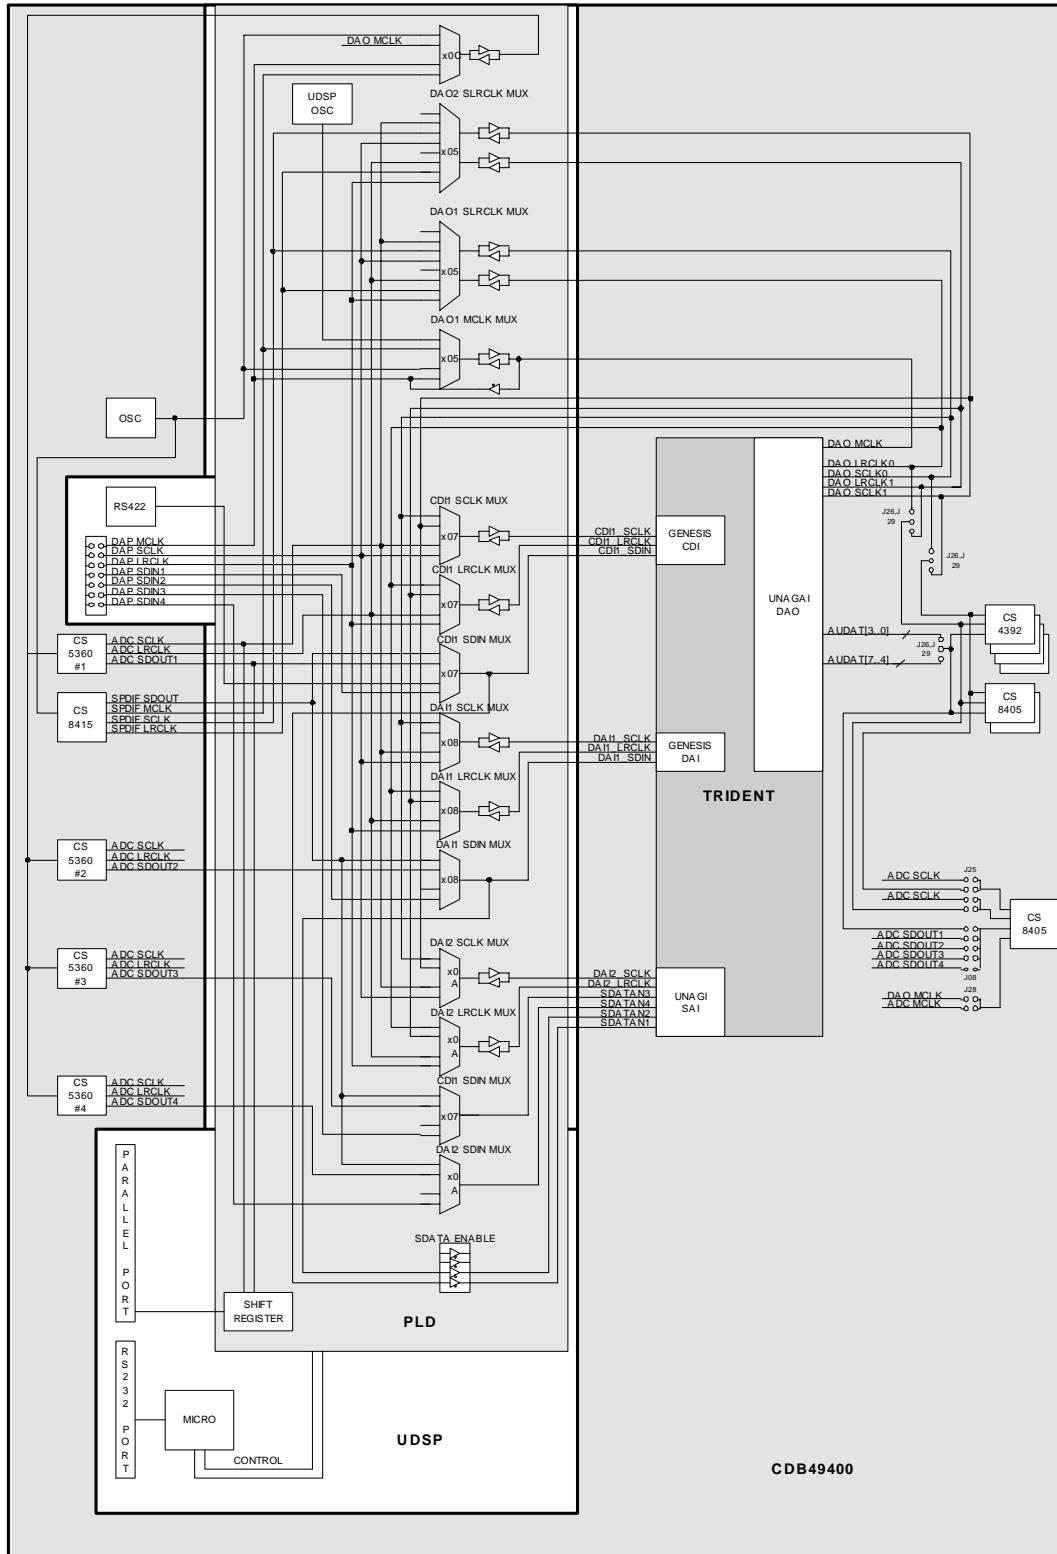 DAO MCLK
x0C
UDSP
OSC
DAO2 SLRCLK MUX
x05
DAO1 SLRCLK MUX
x05
DAO1 MCLK MUX
x05
OSC
RS422
DAP MCLK
DAP SCLK
DAP LRCLK
DAP SDIN1
DAP SDIN2
DAP SDIN3
DAP SDIN4
CS
5360
#1
ADC SCLK
ADC LRCLK
ADC SDOUT1
CS
8415
SPDIF SDOUT
SPDIF MCLK
SPDIF SCLK
SPDIF LRCLK
CS
5360
#2
ADC SCLK
ADC LRCLK
ADC SDOUT2
CS
5360
#3
ADC SCLK
ADC LRCLK
ADC SDOUT3
CS
5360
#4
ADC SCLK
ADC LRCLK
ADC SDOUT4
CDI1 SCLK MUX
x07
CDI1 LRCLK MUX
x07
CDI1 SDIN MUX
x07
DAI1 SCLK MUX
x08
DAI1 LRCLK MUX
x08
DAI1 SDIN MUX
x08
DAI2 SCLK MUX
x0
A
DAI2 LRCLK MUX
x0
A
CDI1 SDIN MUX
x07
DAI2 SDIN MUX
x0
A
SDATA ENABLE
CDI1_SCLK
CDI1_LRCLK
CDI1_SDIN
GENESIS
CDI
DAI1_SCLK
DAI1_LRCLK
DAI1_SDIN
GENESIS
DAI
DAI2_SCLK
DAI2_LRCLK
SDATAN3
SDATAN4
SDATAN2
SDATAN1
UNAGI
SAI
UNAGAI
DAO
TRIDENT
DAO MCLK
DAO LRCLK0
DAO SCLK0
DAO LRCLK1
DAO SCLK1
J26,J
29
J26,J
29
AUDAT[3..0]
J26,J
29
AUDAT[7..4]
CS
4392
CS
8405
ADC SCLK
J25
ADC SCLK
CS
8405
ADC SDOUT1
ADC SDOUT2
ADC SDOUT3
ADC SDOUT4
J08
J28
DAO MCLK
ADC MCLK
PARALLEL PORT
SHIFT
REGISTER
PLD
RS232 PORT
MICRO
CONTROL
UDSP
CDB49400